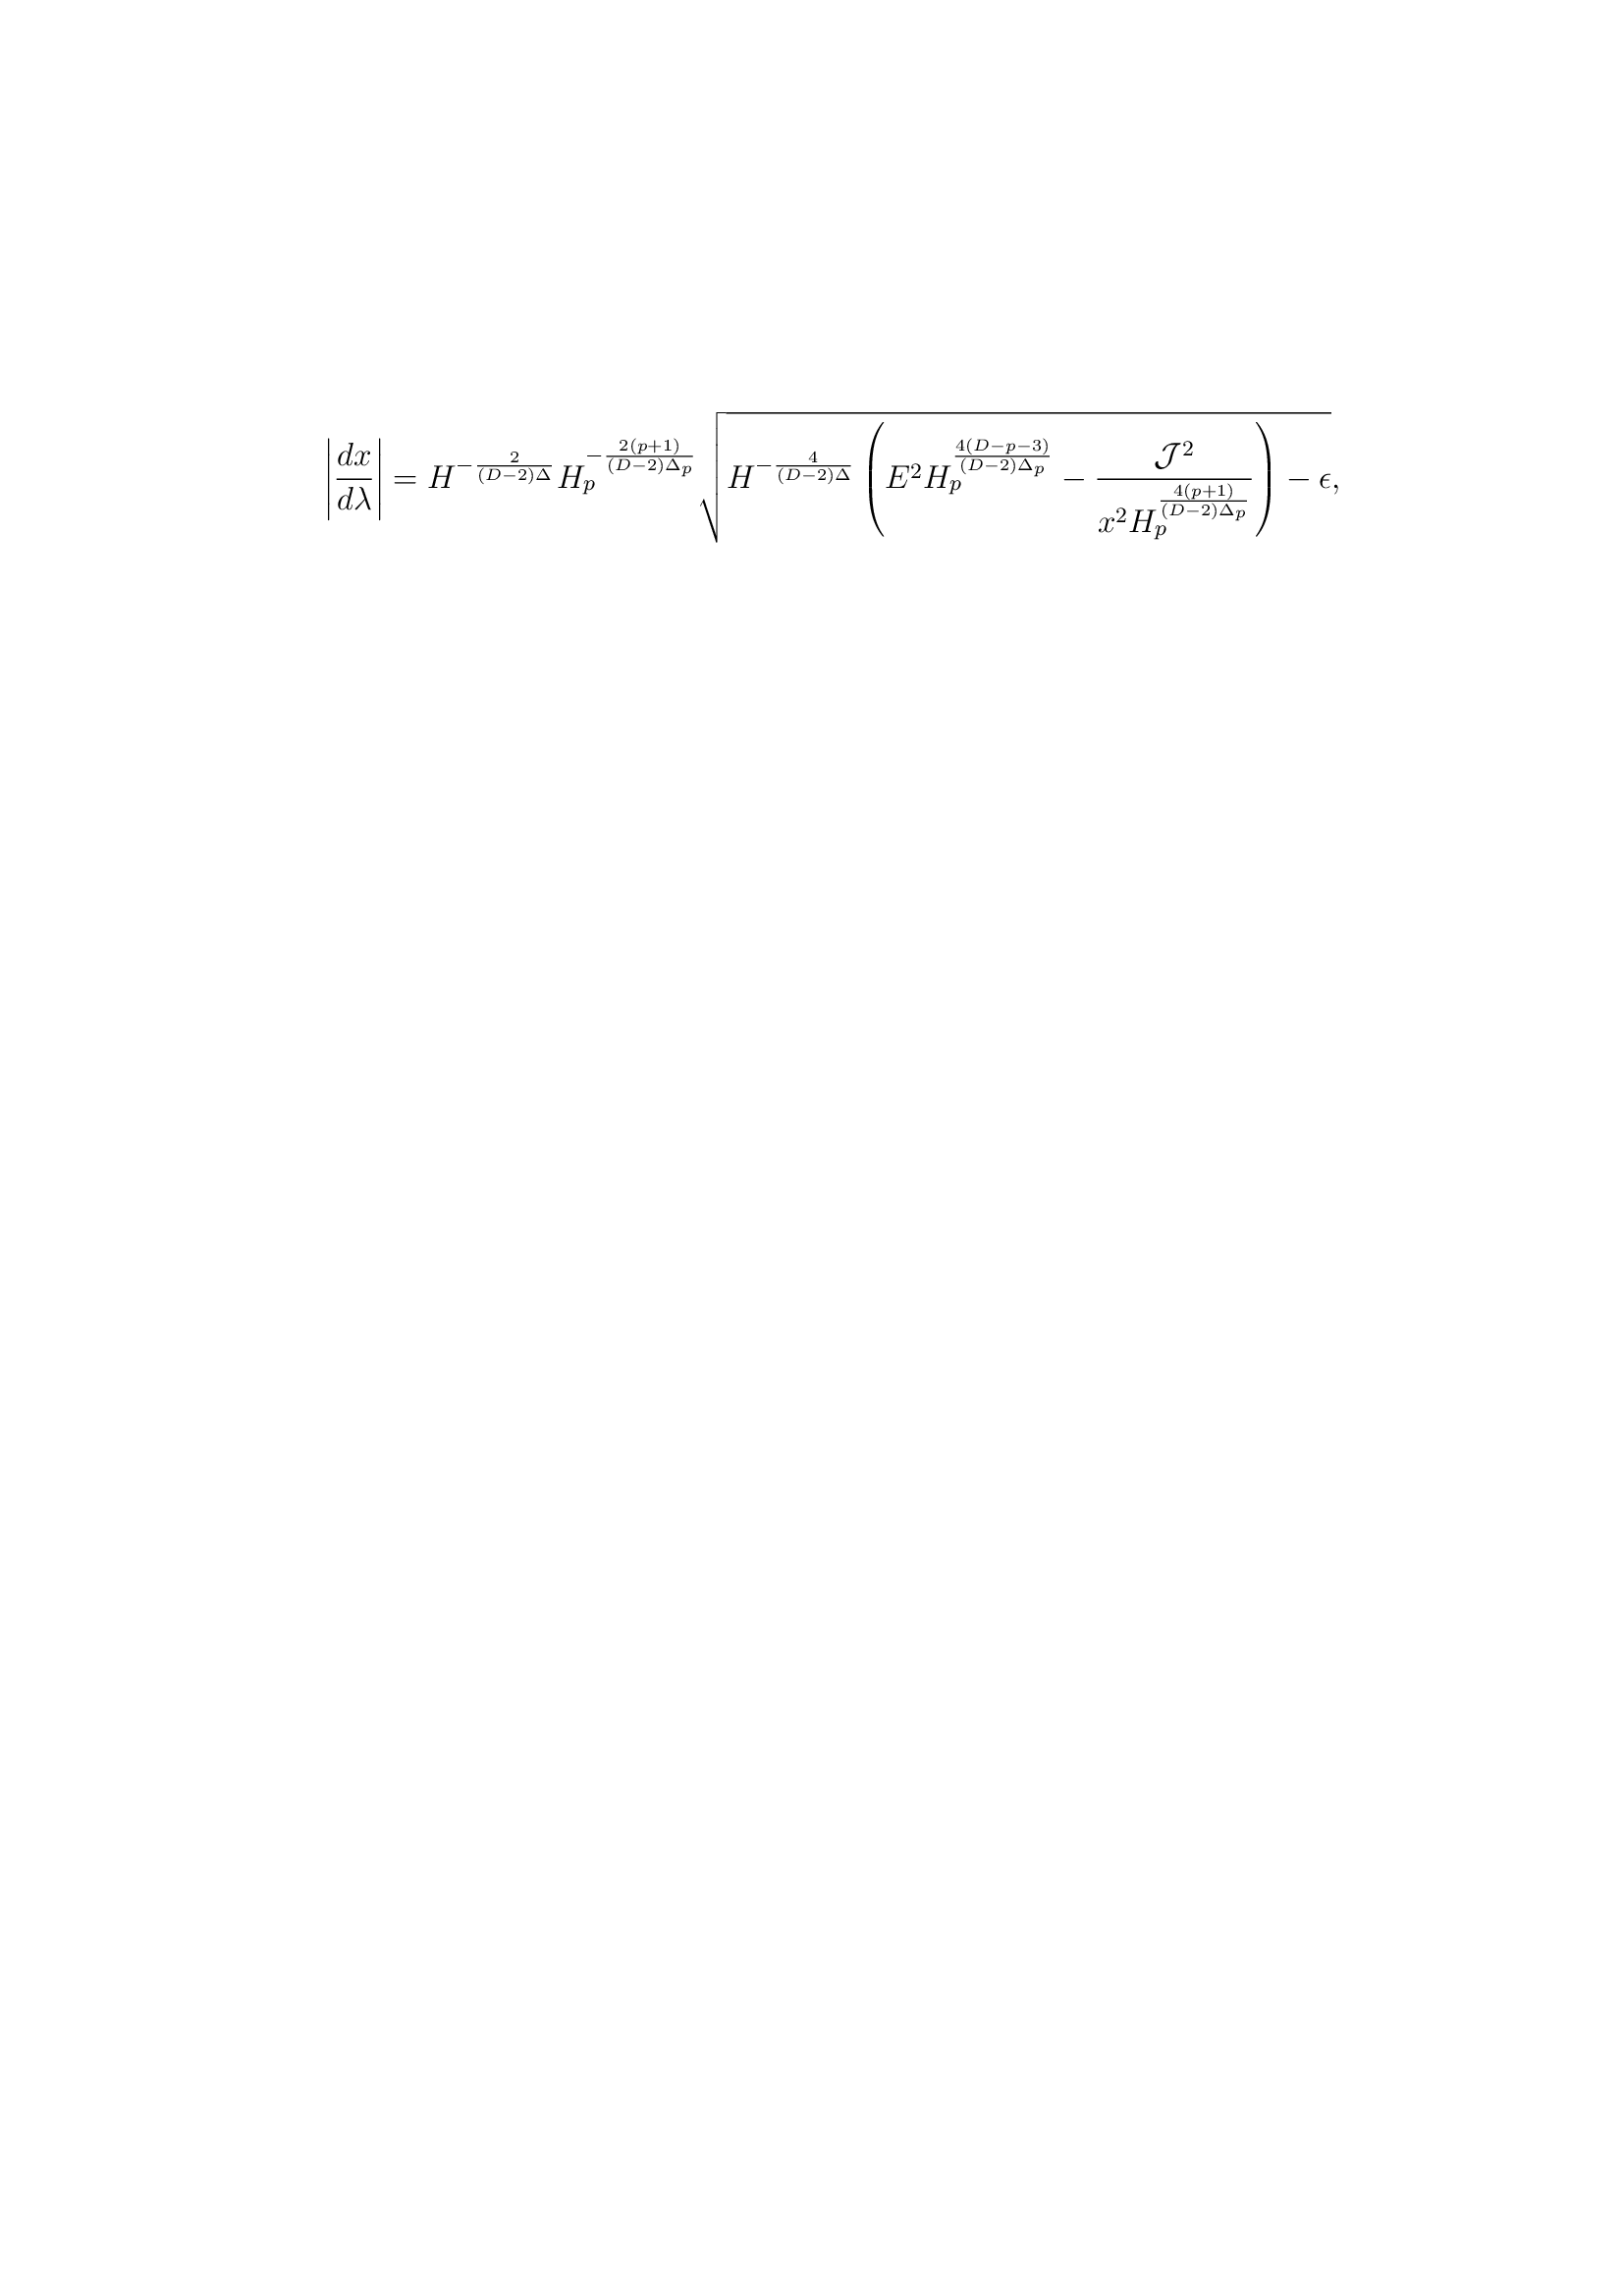 \left|\frac{dx}{d\lambda}\right| = H^{-\frac{2}{(D-2)\Delta}} H_p^{-\frac{2(p+1)}{(D-2)\Delta_p}} \sqrt{H^{-\frac{4}{(D-2)\Delta}} \left( E^2 H_p^{\frac{4(D-p-3)}{(D-2)\Delta_p}} - \frac{\mathcal{J}^2}{x^2 H_p^{\frac{4(p+1)}{(D-2)\Delta_p}}} \right) - \epsilon},